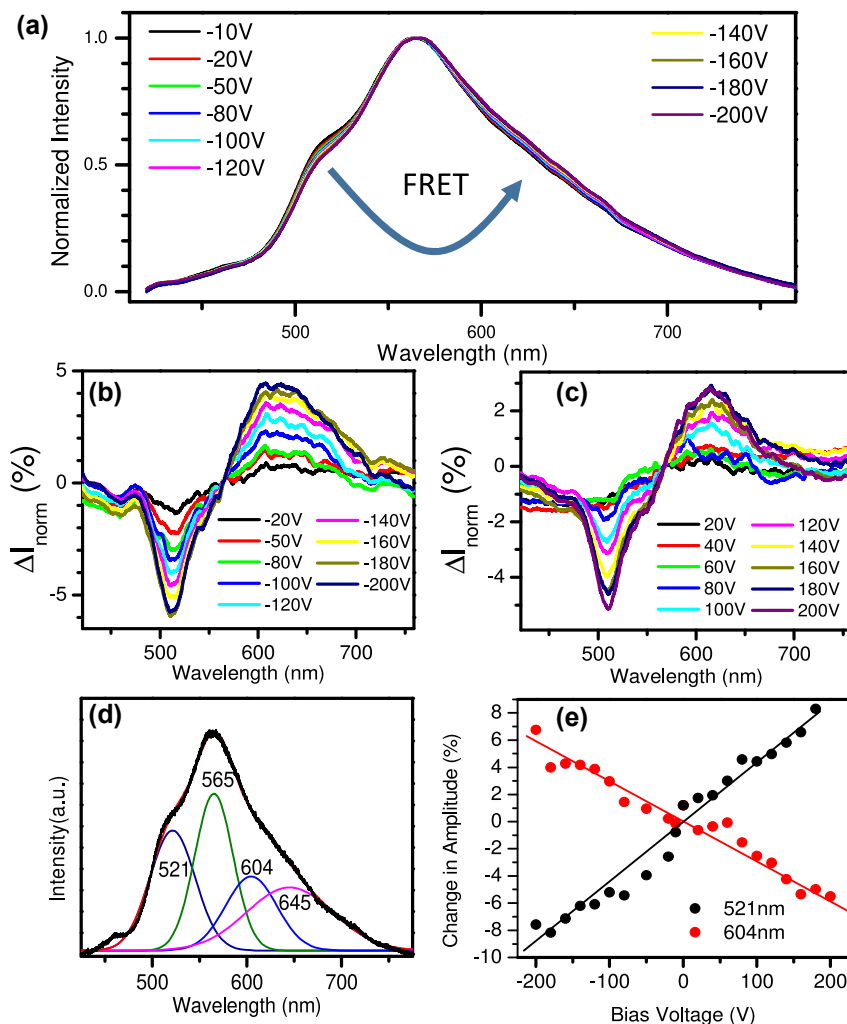 (a)
Normalized Intensity
1.0
0.5
0.0
-10V
-20V
-50V
-80V
-100V
-120V
-140V
-160V
-180V
-200V
FRET
500
600
700
Wavelength (nm)
(b)
ΔI_norm (%)
5
0
-5
-20V
-50V
-80V
-100V
-120V
-140V
-160V
-180V
-200V
500
600
700
Wavelength (nm)
(c)
ΔI_norm (%)
2
0
-2
-4
20V
40V
60V
80V
100V
120V
140V
160V
180V
200V
500
600
700
Wavelength (nm)
(d)
Intensity(a.u.)
521
565
604
645
500
600
700
Wavelength (nm)
(e)
Change in Amplitude (%)
8
6
4
2
0
-2
-4
-6
-8
-10
521nm
604nm
-200
-100
0
100
200
Bias Voltage (V)